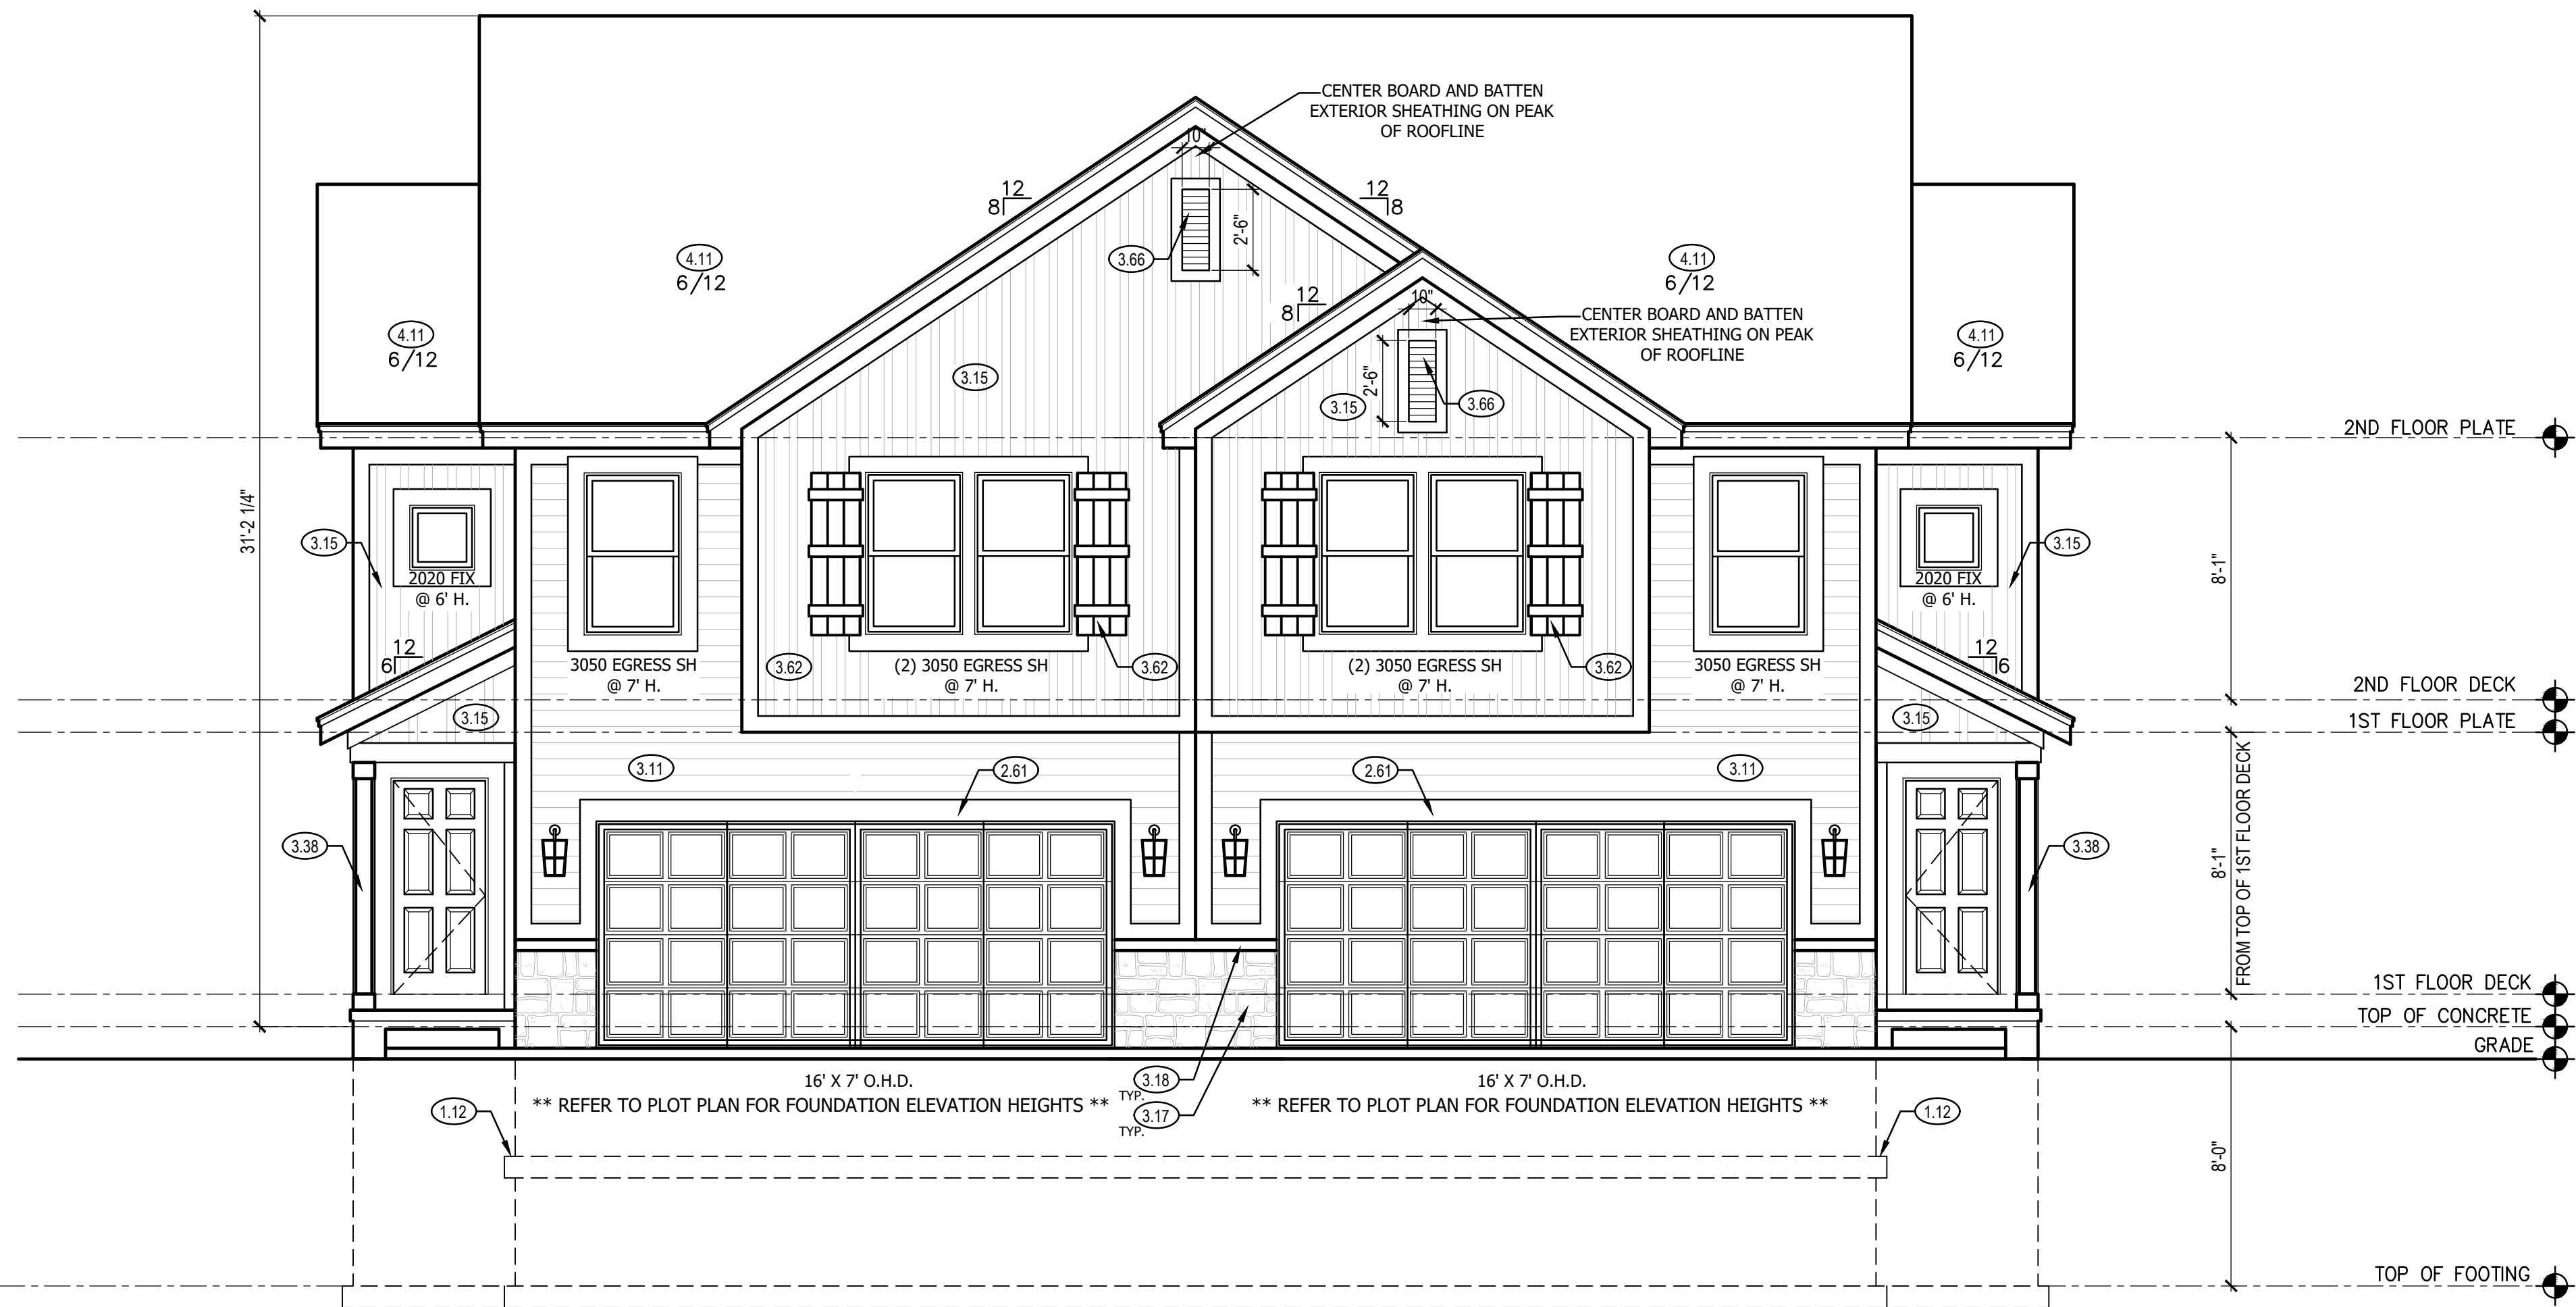 CENTER BOARD AND BATTEN
EXTERIOR SHEATHING ON PEAK
OF ROOFLINE
10"
12
8
12
8
2'-6"
3.66
4.11
6/12
4.11
6/12
4.11
6/12
4.11
6/12
12
8
10"
CENTER BOARD AND BATTEN
EXTERIOR SHEATHING ON PEAK
OF ROOFLINE
3.15
2'-6"
3.15
3.66
2ND FLOOR PLATE
31'-2 1/4"
3.15
3.15
8'-1"
2020 FIX
@ 6' H.
2020 FIX
@ 6' H.
12
6
3050 EGRESS SH
@ 7' H.
3.62
(2) 3050 EGRESS SH
@ 7' H.
3.62
(2) 3050 EGRESS SH
@ 7' H.
3.62
3050 EGRESS SH
@ 7' H.
12
6
2ND FLOOR DECK
3.15
3.15
1ST FLOOR PLATE
3.11
2.61
2.61
3.11
3.38
3.38
8'-1"
FROM TOP OF 1ST FLOOR DECK
1ST FLOOR DECK
TOP OF CONCRETE
GRADE
16' X 7' O.H.D.
3.18
TYP.
16' X 7' O.H.D.
1.12
** REFER TO PLOT PLAN FOR FOUNDATION ELEVATION HEIGHTS **
3.17
TYP.
** REFER TO PLOT PLAN FOR FOUNDATION ELEVATION HEIGHTS **
1.12
8'-0"
TOP OF FOOTING